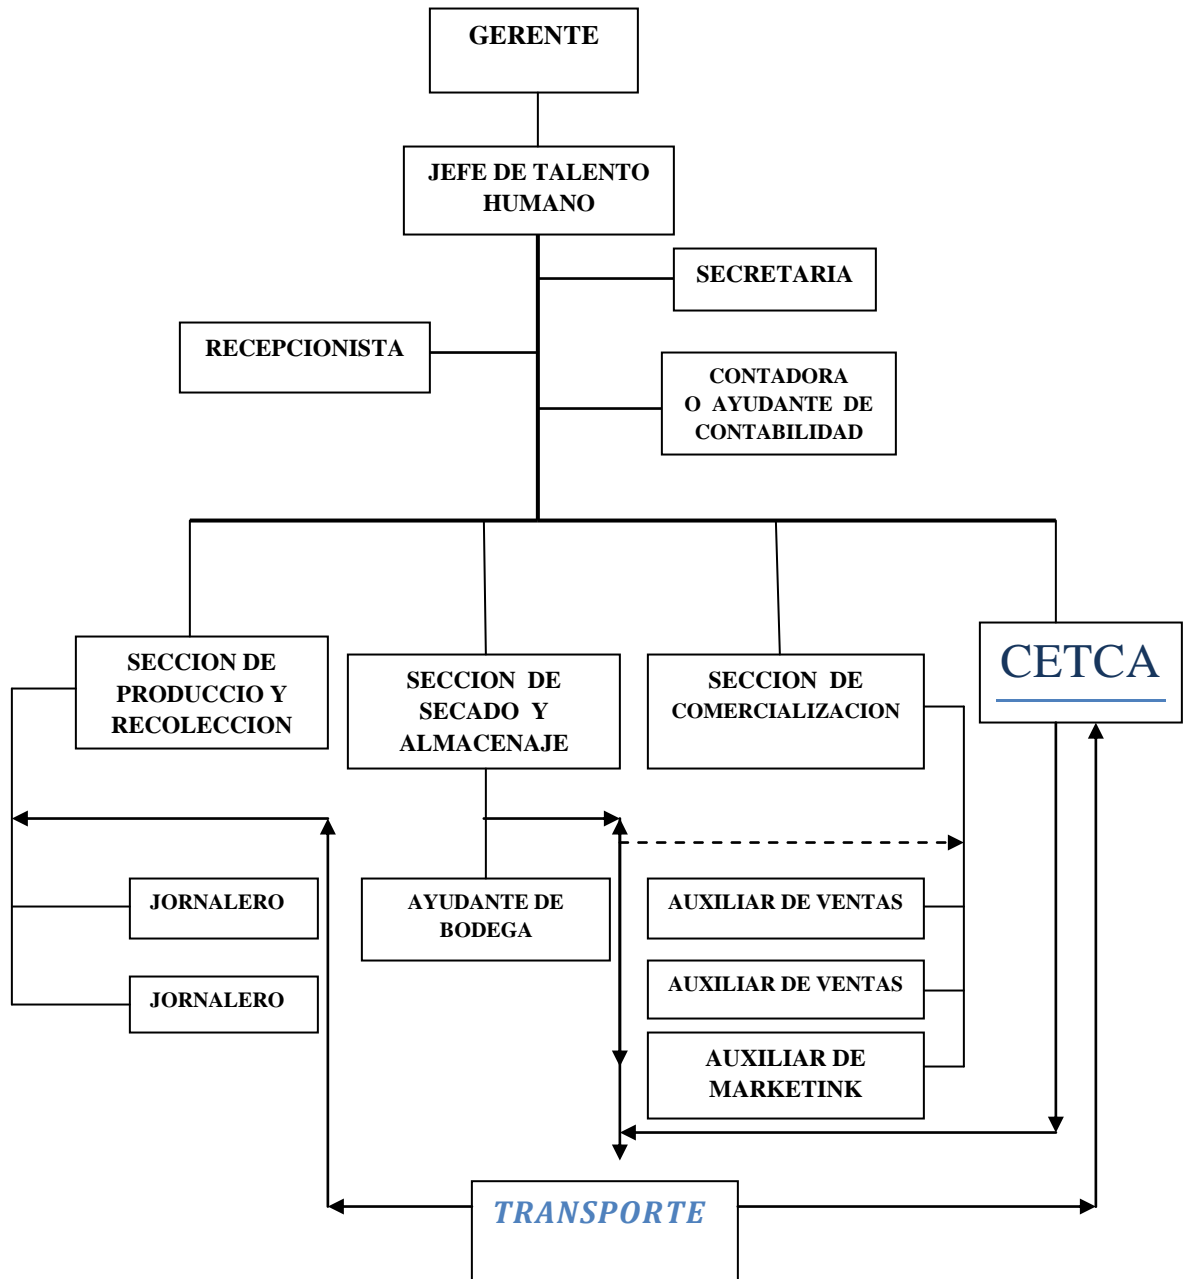 GERENTE
JEFE DE TALENTO
HUMANO
SECRETARIA
RECEPCIONISTA
CONTADORA
O AYUDANTE DE
CONTABILIDAD
SECCION DE
PRODUCCIO Y
RECOLECCION
SECCION DE
SECADO Y
ALMACENAJE
SECCION DE
COMERCIALIZACION
CETCA
JORNALERO
JORNALERO
AYUDANTE DE
BODEGA
AUXILIAR DE VENTAS
AUXILIAR DE VENTAS
AUXILIAR DE
MARKETINK
TRANSPORTE